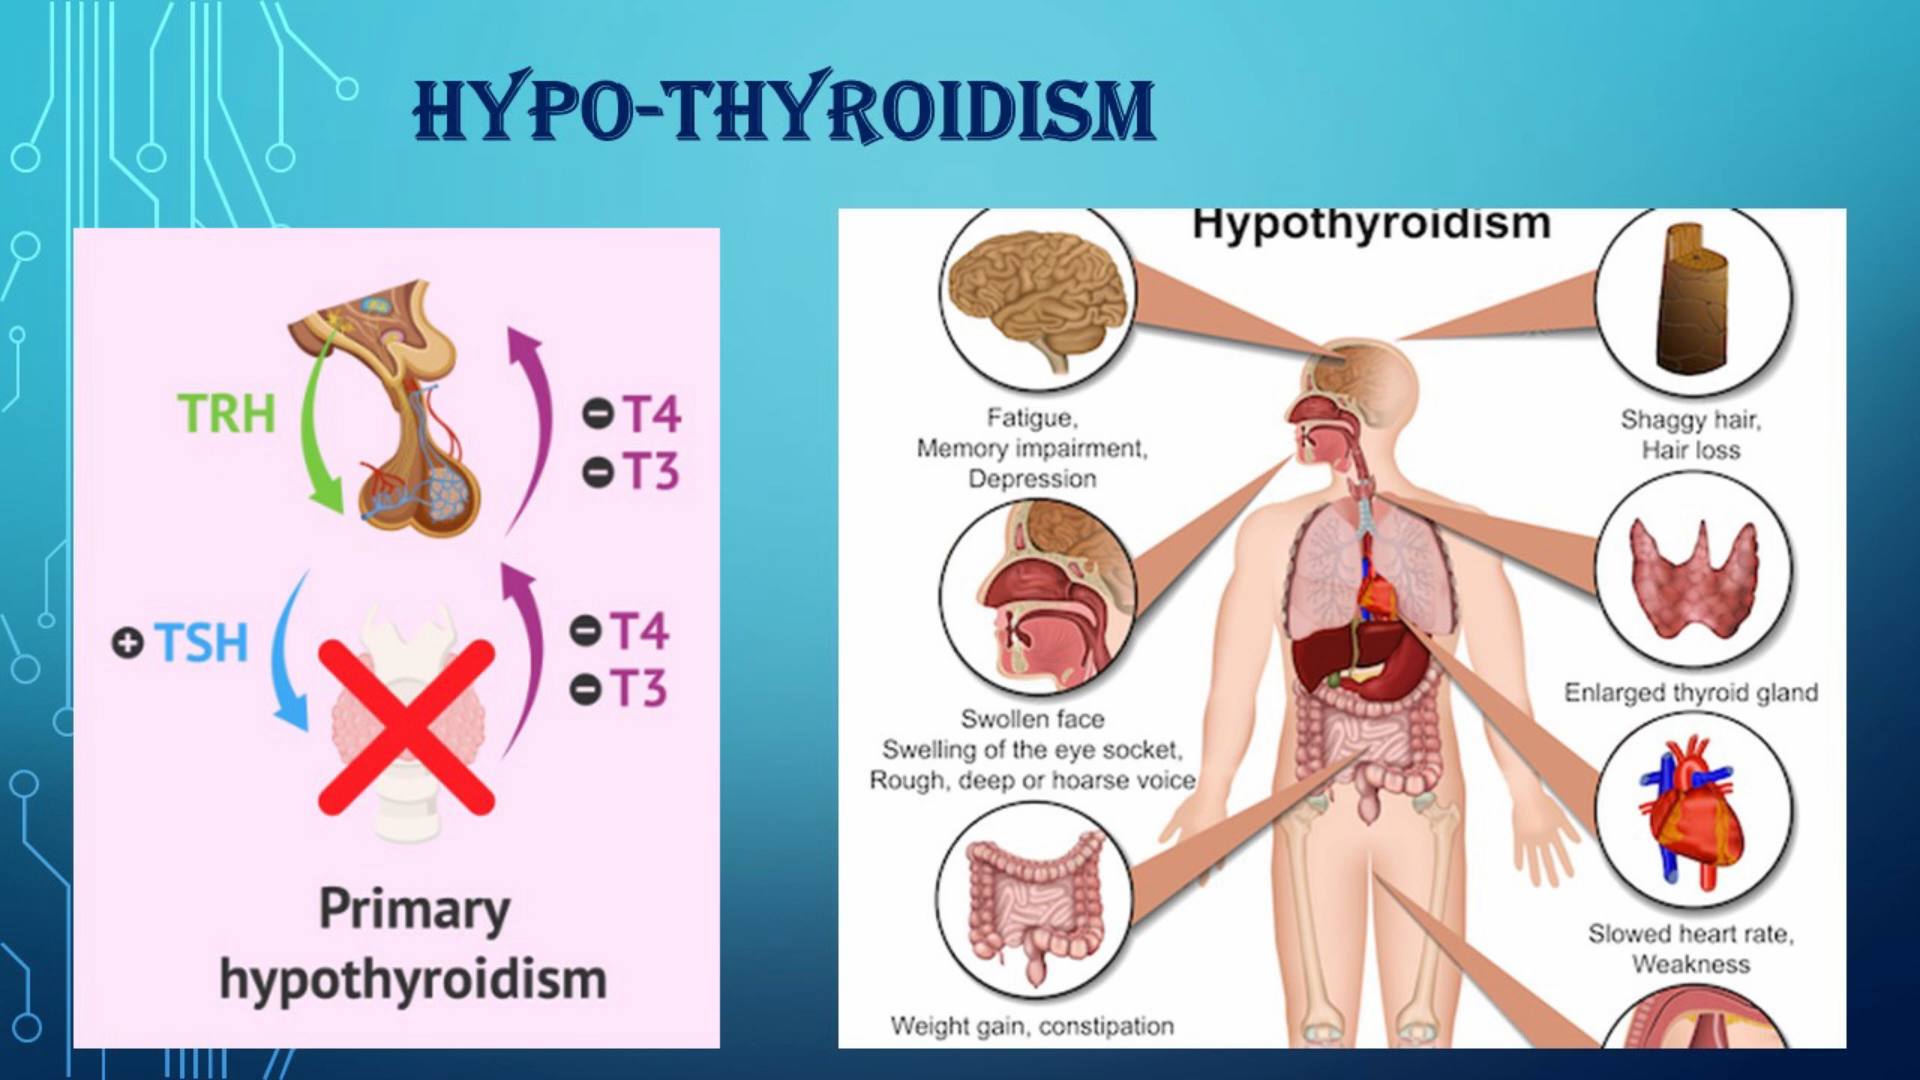 HYPO-THYROIDISM
TRH
T4
T3
TSH
T4
T3
Primary
hypothyroidism
Hypothyroidism
Fatigue,
Memory impairment,
Depression
Shaggy hair,
Hair loss
Swollen face
Swelling of the eye socket,
Rough, deep or hoarse voice
Enlarged thyroid gland
Weight gain, constipation
Slowed heart rate,
Weakness